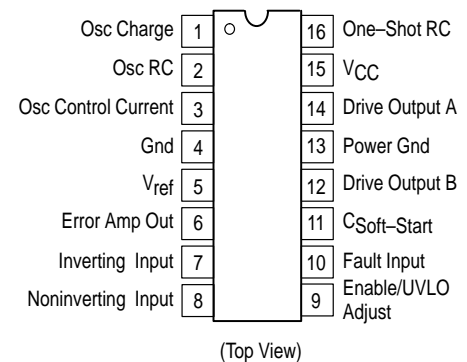 Osc Charge 1 16 One–Shot RC
Osc RC 2 15 VCC
Osc Control Current 3 14 Drive Output A
Gnd 4 13 Power Gnd
Vref 5 12 Drive Output B
Error Amp Out 6 11 CSoft–Start
Inverting Input 7 10 Fault Input
Noninverting Input 8 9 Enable/UVLO
Adjust
(Top View)